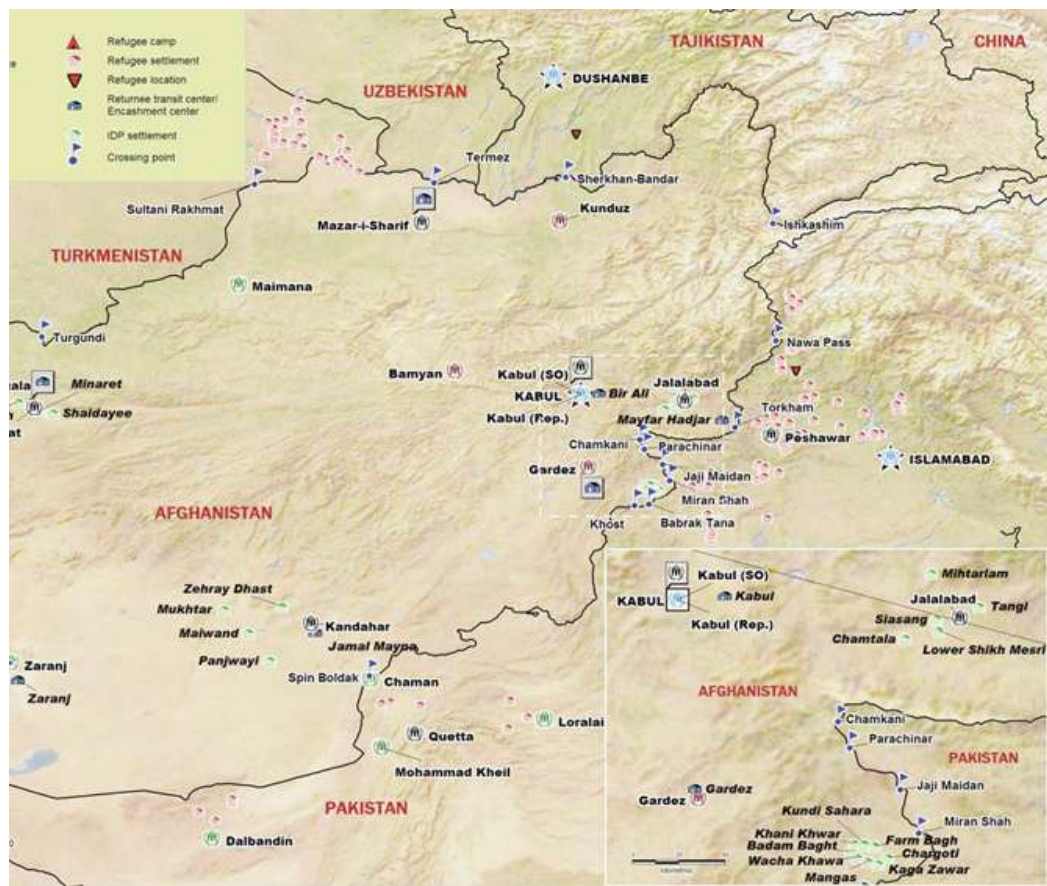 Refugee camp
Refugee settlement
Refugee location
Returnee transit center/
Encashment center
IDP settlement
Crossing point
TAJIKISTAN
CHINA
DUSHANBE
UZBEKISTAN
Termez
Sherkhan-Bandar
Sultani Rakhmat
Mazar-i-Sharif
Kunduz
Ishkashim
TURKMENISTAN
Maimana
Turgundi
Nawa Pass
Minaret
Bamyan
Kabul (SO)
Jalalabad
KABUL
Bir Ali
Shaidayee
Kabul (Rep.)
Mayfar Hadjar
Torkham
Peshawar
Chamkani
Parachinar
ISLAMABAD
Gardez
Jaji Maidan
Miran Shah
AFGHANISTAN
Khost
Babrak Tana
Zehray Dhast
Mukhtar
Kandahar
Maiwand
Jamal Mayna
Panjwayi
Zaranj
Spin Boldak
Chaman
Zaranj
Loralai
Quetta
Mohammad Kheil
PAKISTAN
Dalbandin
Kabul (SO)
Mihtarlam
KABUL
Kabul
Jalalabad
Tangi
Kabul (Rep.)
Siasang
Chamtala
Lower Shikh Mesri
AFGHANISTAN
Chamkani
Parachinar
PAKISTAN
Jaji Maidan
Gardez
Gardez
Kundi Sahara
Miran Shah
Khani Khwar
Farm Bagh
Badam Baght
Chargoti
Wacha Khawa
Kaga Zawar
Mangas